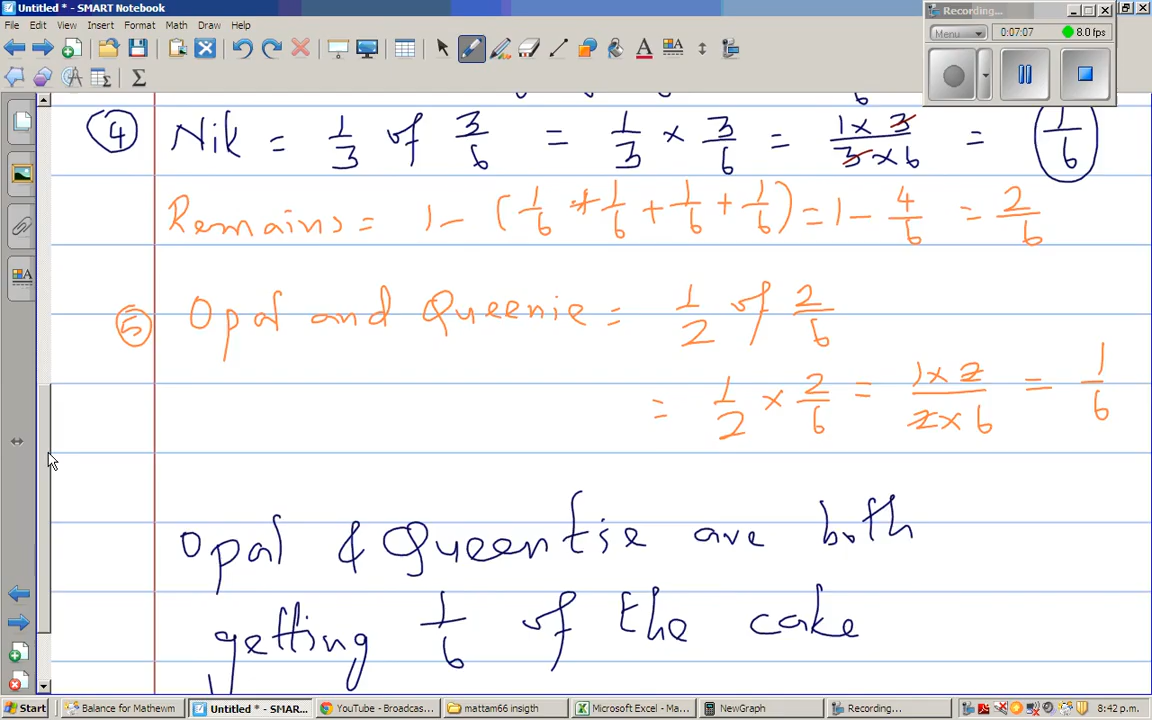 Untitled * - SMART Notebook
Recording...
File Edit View Insert Format Tools Math Draw Help
Menu 0:07:07 8.0 fps
④ Nik = 1/3 of 3/6 = 1/3 × 3/6 = 1×3/3×6 = 1/6
Remains = 1 - (1/6 + 1/6 + 1/6 + 1/6) = 1 - 4/6 = 2/6
⑤ Opal and Queenie = 1/2 of 2/6
= 1/2 × 2/6 = 1×2/2×6 = 1/6
Opal & Queentie are both
getting 1/6 of the cake
Start Balance for Mathewm Untitled * - SMAR... YouTube - Broadcas... mattam66 insigth Microsoft Excel - Ma... NewGraph Recording... 8:42 p.m.